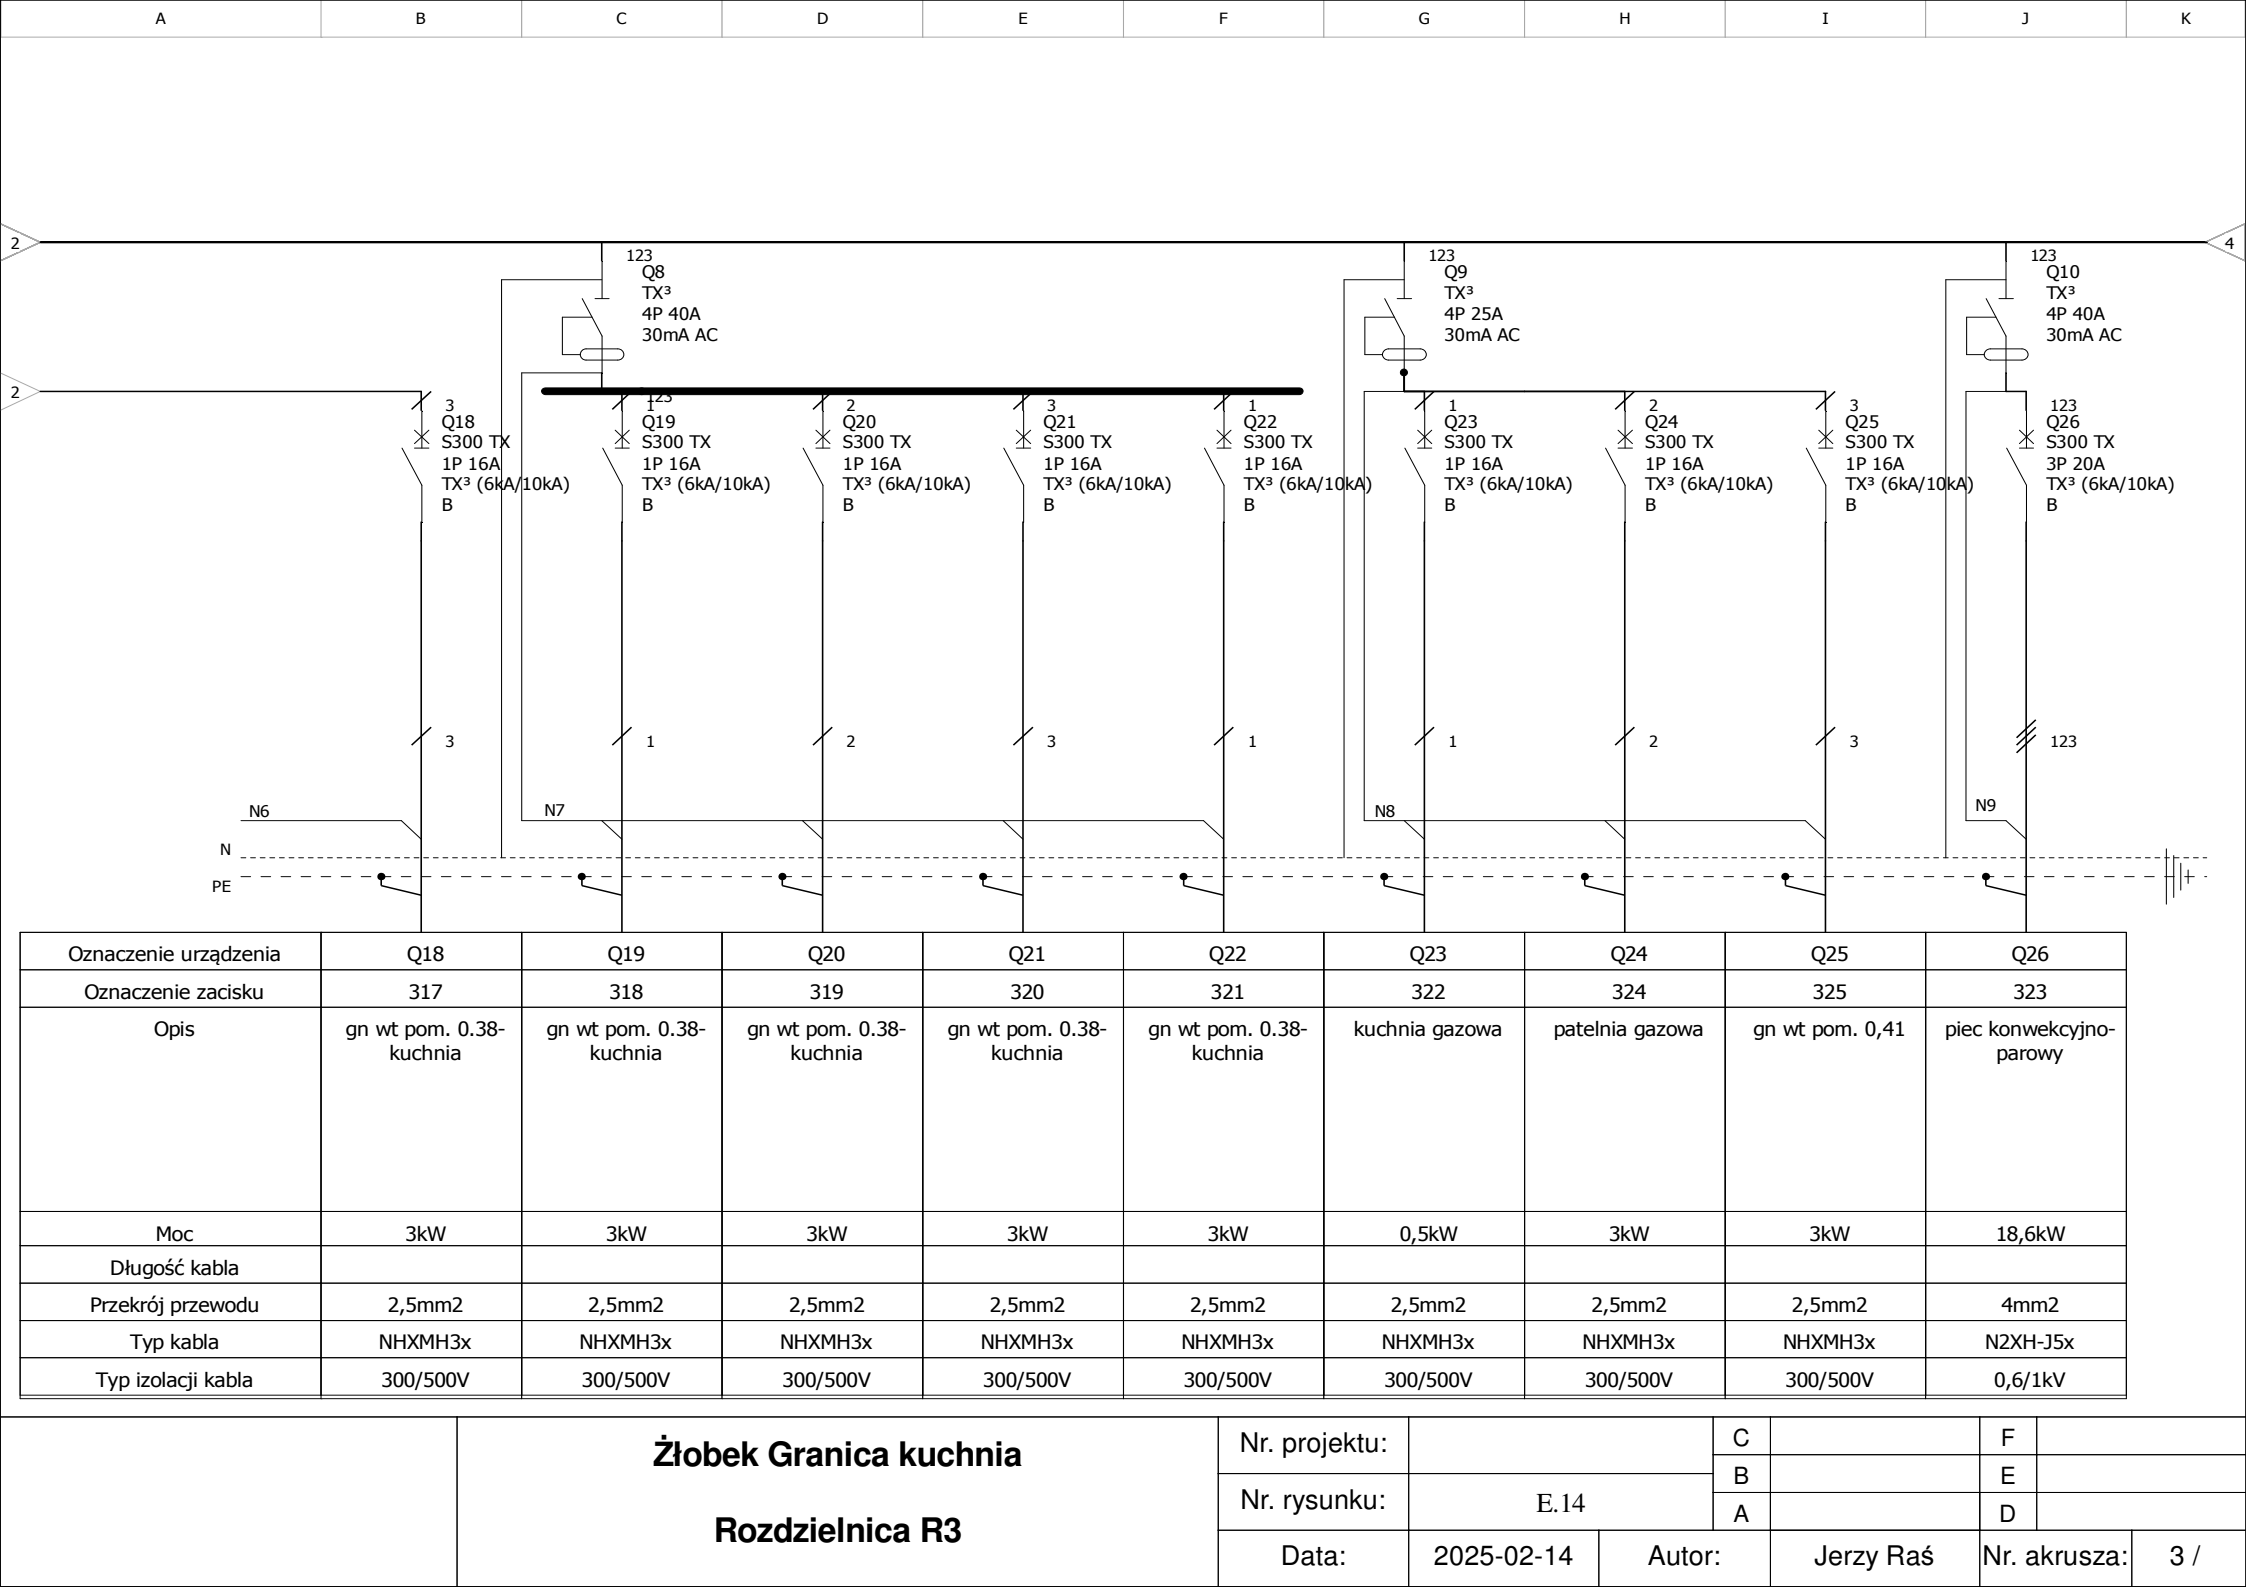 A B C D E F G H I J K
2 4
123 123 123
Q8 Q9 Q10
TX³ TX³ TX³
4P 40A 4P 25A 4P 40A
30mA AC 30mA AC 30mA AC
2
123
3 1 2 3 1 1 2 3 123
Q18 Q19 Q20 Q21 Q22 Q23 Q24 Q25 Q26
S300 TX S300 TX S300 TX S300 TX S300 TX S300 TX S300 TX S300 TX S300 TX
1P 16A 1P 16A 1P 16A 1P 16A 1P 16A 1P 16A 1P 16A 1P 16A 3P 20A
TX³ (6kA/10kA) TX³ (6kA/10kA) TX³ (6kA/10kA) TX³ (6kA/10kA) TX³ (6kA/10kA) TX³ (6kA/10kA) TX³ (6kA/10kA) TX³ (6kA/10kA) TX³ (6kA/10kA)
B B B B B B B B B
3 1 2 3 1 1 2 3 123
N6 N7 N8 N9
N
PE
Oznaczenie urządzenia Q18 Q19 Q20 Q21 Q22 Q23 Q24 Q25 Q26
Oznaczenie zacisku 317 318 319 320 321 322 324 325 323
Opis gn wt pom. 0.38- gn wt pom. 0.38- gn wt pom. 0.38- gn wt pom. 0.38- gn wt pom. 0.38- kuchnia gazowa patelnia gazowa gn wt pom. 0,41 piec konwekcyjno-
kuchnia kuchnia kuchnia kuchnia kuchnia parowy
Moc 3kW 3kW 3kW 3kW 3kW 0,5kW 3kW 3kW 18,6kW
Długość kabla
Przekrój przewodu 2,5mm2 2,5mm2 2,5mm2 2,5mm2 2,5mm2 2,5mm2 2,5mm2 2,5mm2 4mm2
Typ kabla NHXMH3x NHXMH3x NHXMH3x NHXMH3x NHXMH3x NHXMH3x NHXMH3x NHXMH3x N2XH-J5x
Typ izolacji kabla 300/500V 300/500V 300/500V 300/500V 300/500V 300/500V 300/500V 300/500V 0,6/1kV
Żłobek Granica kuchnia
Rozdzielnica R3
Nr. projektu: C F
B E
Nr. rysunku: E.14
A D
Data: 2025-02-14 Autor: Jerzy Raś Nr. akrusza: 3 /